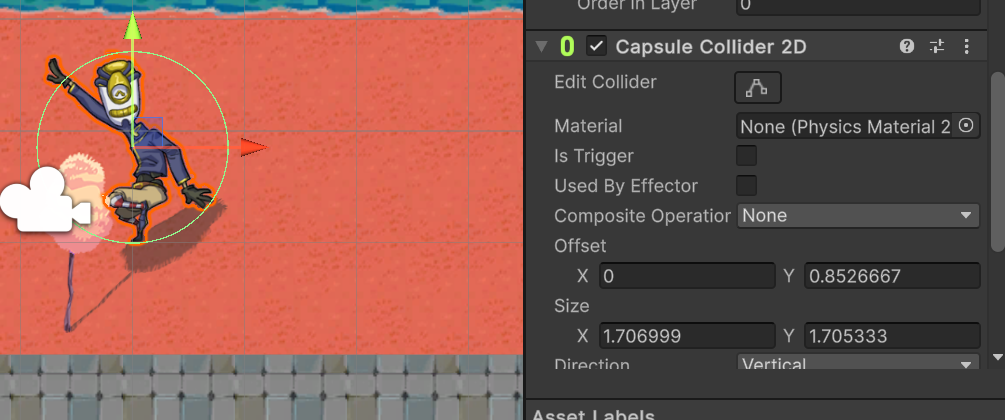 Order in Layer 0
Capsule Collider 2D
Edit Collider
Material None (Physics Material 2
Is Trigger
Used By Effector
Composite Operation None
Offset
X 0 Y 0.8526667
Size
X 1.706999 Y 1.705333
Direction Vertical
Asset Labels